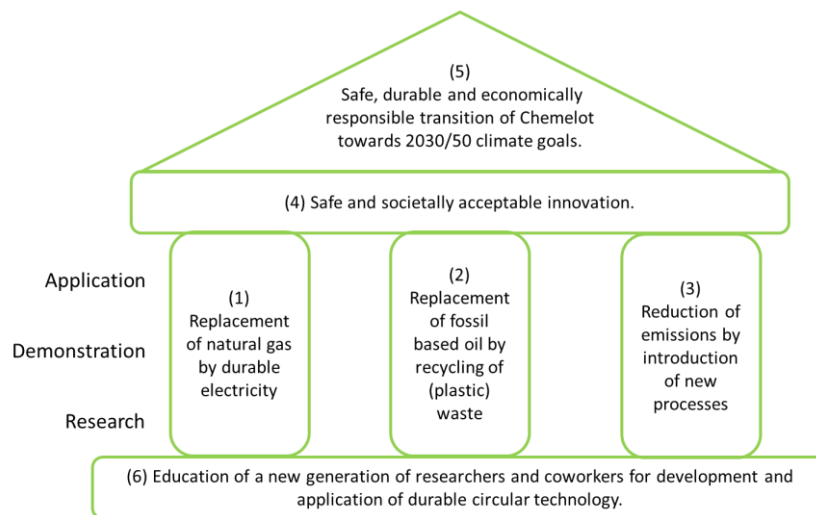 (5)
Safe, durable and economically
responsible transition of Chemelot
towards 2030/50 climate goals.
(4) Safe and societally acceptable innovation.
Application
Demonstration
Research
(1)
Replacement
of natural gas
by durable
electricity
(2)
Replacement
of fossil
based oil by
recycling of
(plastic)
waste
(3)
Reduction of
emissions by
introduction
of new
processes
(6) Education of a new generation of researchers and coworkers for development and
application of durable circular technology.